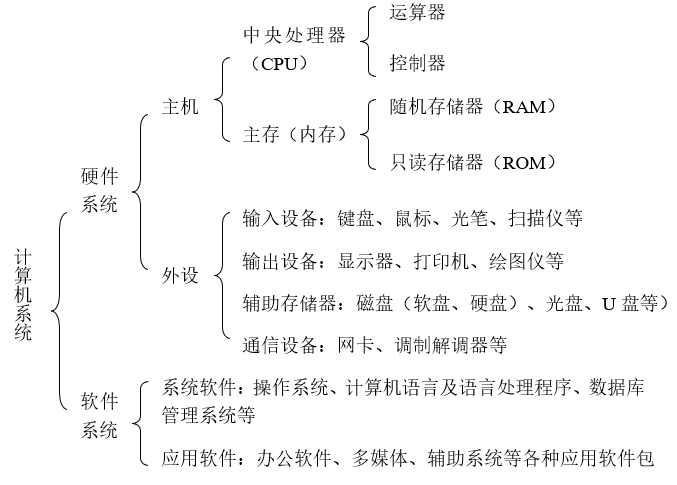 计算机系统
硬件
系统
主机
中央处理器
（CPU）
运算器
控制器
主存（内存）
随机存储器（RAM）
只读存储器（ROM）
外设
输入设备：键盘、鼠标、光笔、扫描仪等
输出设备：显示器、打印机、绘图仪等
辅助存储器：磁盘（软盘、硬盘）、光盘、U 盘等）
通信设备：网卡、调制解调器等
软件
系统
系统软件：操作系统、计算机语言及语言处理程序、数据库
管理系统等
应用软件：办公软件、多媒体、辅助系统等各种应用软件包